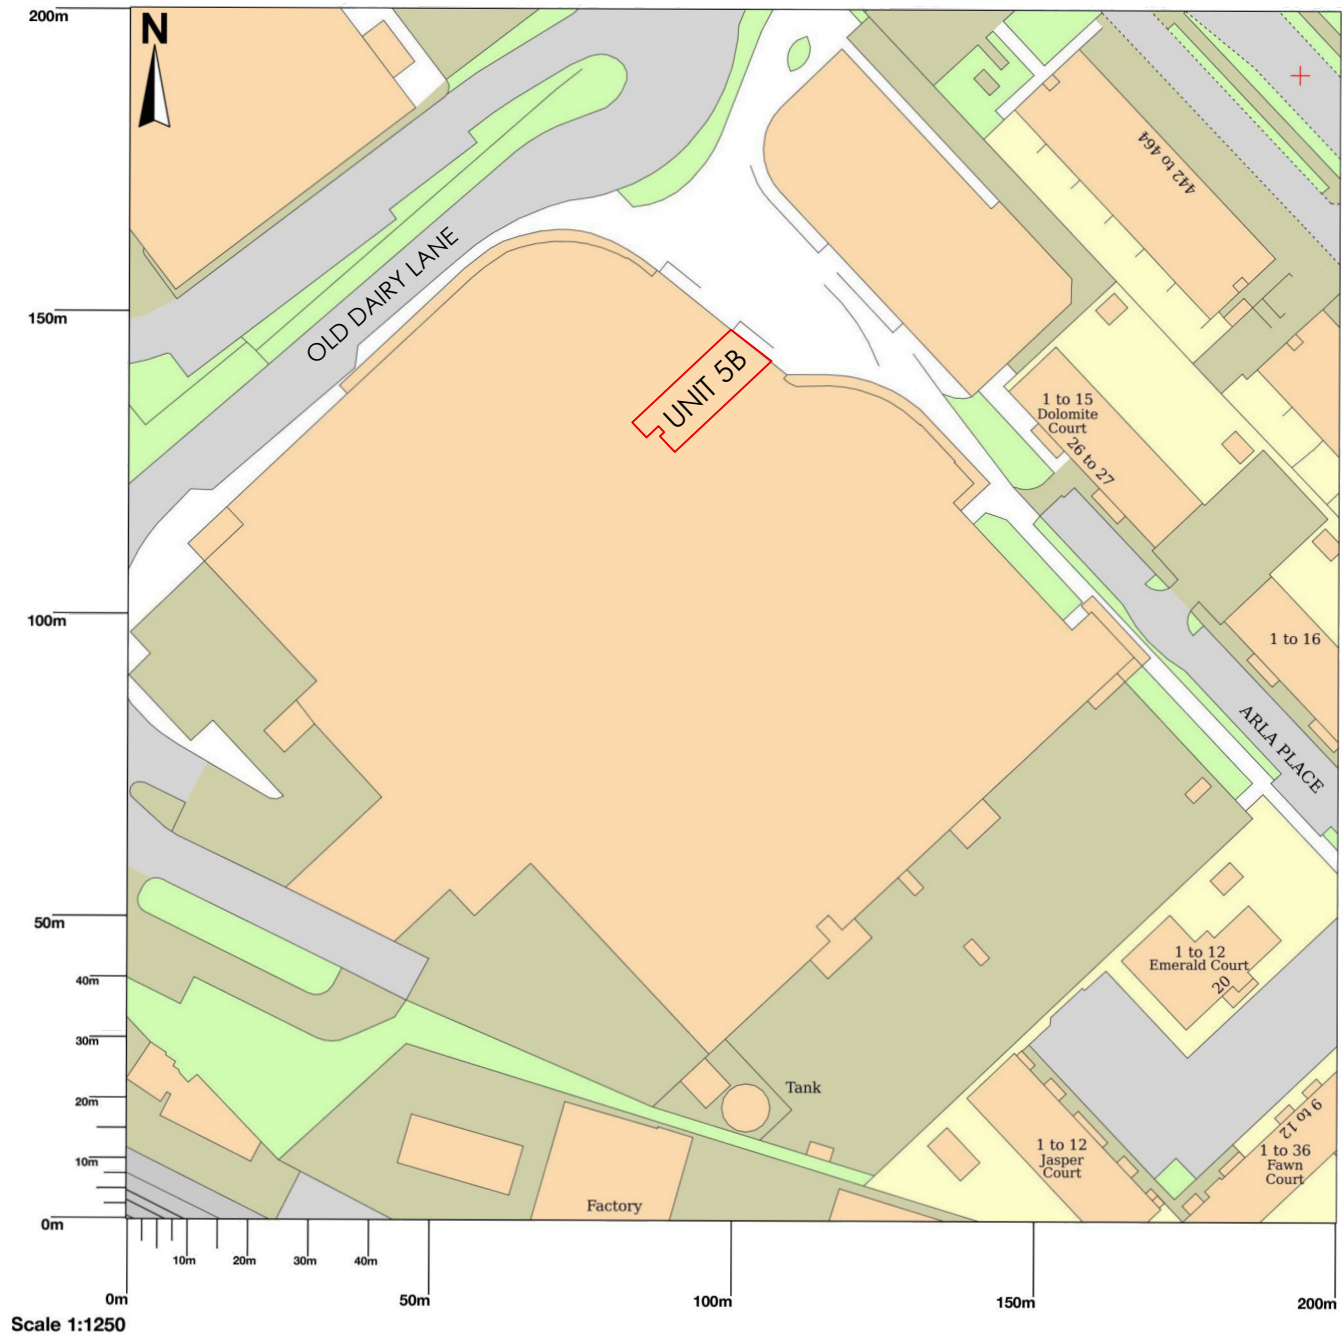 200m
N
442 to 464
OLD DAIRY LANE
150m
UNIT 5B
1 to 15
Dolomite
Court
26 to 27
100m
1 to 16
ARLA PLACE
50m
1 to 12
Emerald Court
20
40m
30m
20m
10m
0m
Tank
9 to 12
1 to 12
Jasper
Court
1 to 36
Fawn
Court
Factory
10m 20m 30m 40m
0m 50m 100m 150m 200m
Scale 1:1250